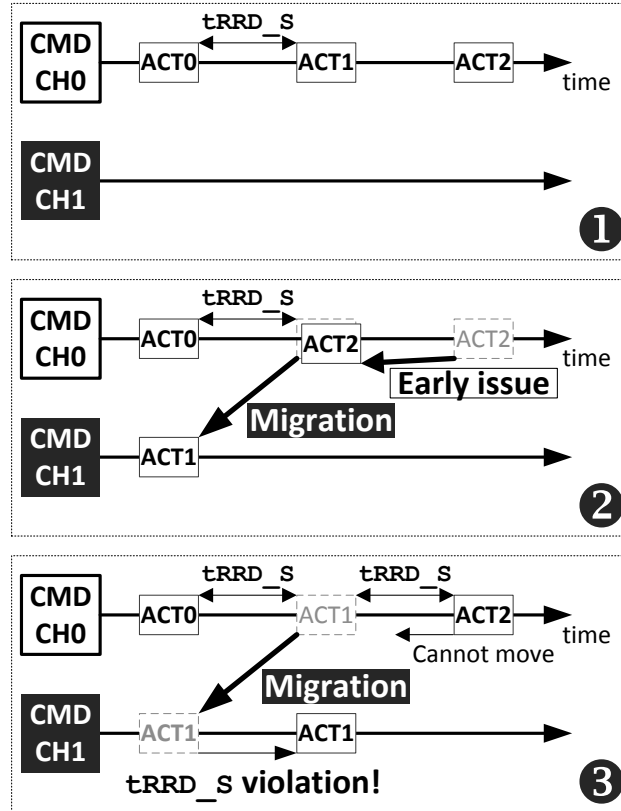 tRRD_S
CMD
CH0
ACT0
ACT1
ACT2
time
CMD
CH1
1
tRRD_S
CMD
CH0
ACT0
ACT2
ACT2
time
Early issue
Migration
CMD
CH1
ACT1
2
tRRD_S
tRRD_S
CMD
CH0
ACT0
ACT1
ACT2
time
Cannot move
Migration
CMD
CH1
ACT1
ACT1
tRRD_S violation!
3